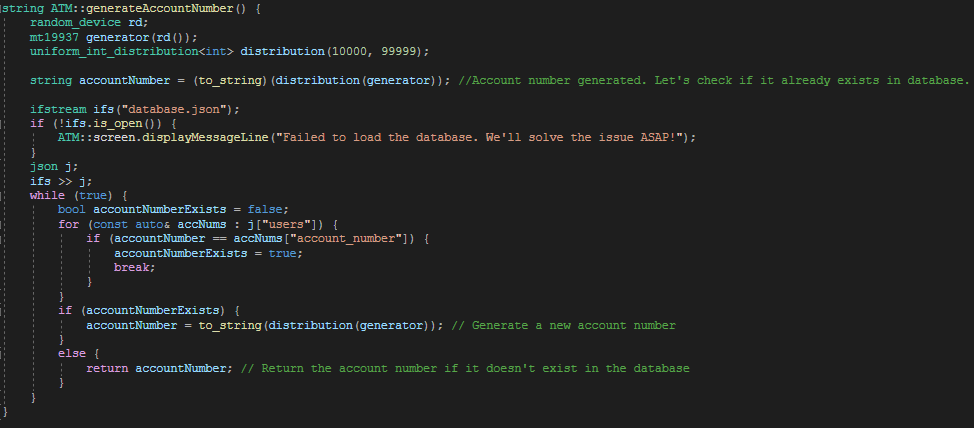 string ATM::generateAccountNumber() {
random_device rd;
mt19937 generator(rd());
uniform_int_distribution<int> distribution(10000, 99999);
string accountNumber = (to_string)(distribution(generator)); //Account number generated. Let's check if it already exists in database.
ifstream ifs("database.json");
if (!ifs.is_open()) {
ATM::screen.displayMessageLine("Failed to load the database. We'll solve the issue ASAP!");
}
json j;
ifs >> j;
while (true) {
bool accountNumberExists = false;
for (const auto& accNums : j["users"]) {
if (accountNumber == accNums["account_number"]) {
accountNumberExists = true;
break;
}
}
if (accountNumberExists) {
accountNumber = to_string(distribution(generator)); // Generate a new account number
}
else {
return accountNumber; // Return the account number if it doesn't exist in the database
}
}
}